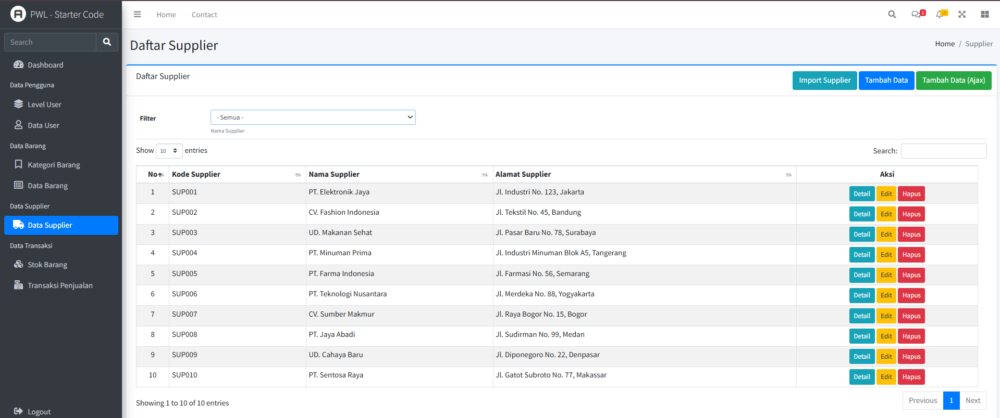 PWL - Starter Code
Home Contact
3 15
Search
Daftar Supplier
Home / Supplier
Dashboard
Data Pengguna
Level User
Data User
Data Barang
Kategori Barang
Data Barang
Data Supplier
Data Supplier
Data Transaksi
Stok Barang
Transaksi Penjualan
Logout
Daftar Supplier
Import Supplier Tambah Data Tambah Data (Ajax)
Filter - Semua -
Nama Supplier
Show 10 entries Search:
No Kode Supplier Nama Supplier Alamat Supplier Aksi
1 SUP001 PT. Elektronik Jaya Jl. Industri No. 123, Jakarta Detail Edit Hapus
2 SUP002 CV. Fashion Indonesia Jl. Tekstil No. 45, Bandung Detail Edit Hapus
3 SUP003 UD. Makanan Sehat Jl. Pasar Baru No. 78, Surabaya Detail Edit Hapus
4 SUP004 PT. Minuman Prima Jl. Industri Minuman Blok A5, Tangerang Detail Edit Hapus
5 SUP005 PT. Farma Indonesia Jl. Farmasi No. 56, Semarang Detail Edit Hapus
6 SUP006 PT. Teknologi Nusantara Jl. Merdeka No. 88, Yogyakarta Detail Edit Hapus
7 SUP007 CV. Sumber Makmur Jl. Raya Bogor No. 15, Bogor Detail Edit Hapus
8 SUP008 PT. Jaya Abadi Jl. Sudirman No. 99, Medan Detail Edit Hapus
9 SUP009 UD. Cahaya Baru Jl. Diponegoro No. 22, Denpasar Detail Edit Hapus
10 SUP010 PT. Sentosa Raya Jl. Gatot Subroto No. 77, Makassar Detail Edit Hapus
Showing 1 to 10 of 10 entries
Previous 1 Next